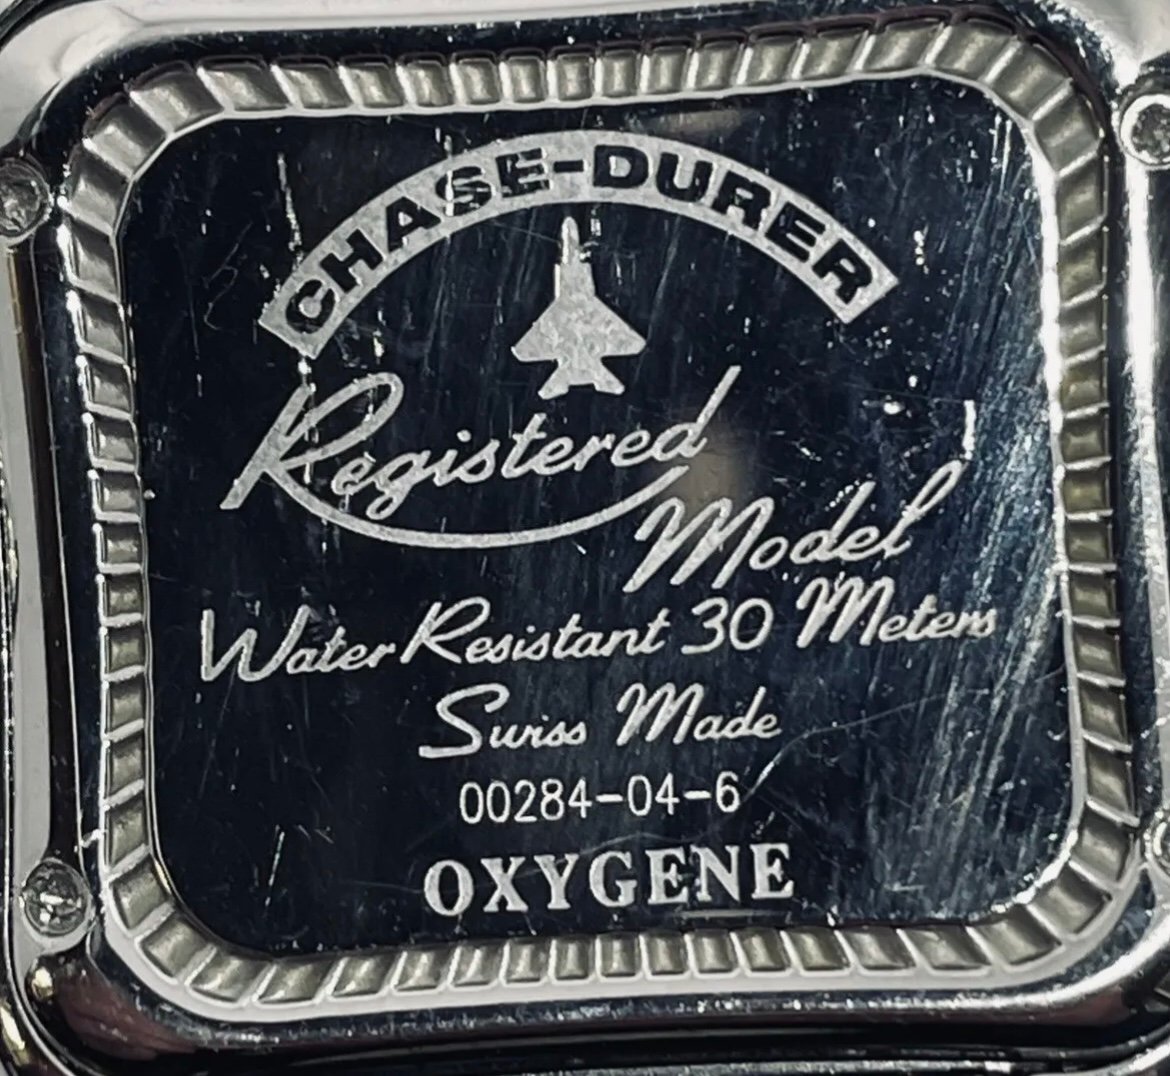 CHASE-DURER
Registered
Model
Water Resistant 30 Meters
Swiss Made
00284-04-6
OXYGENE